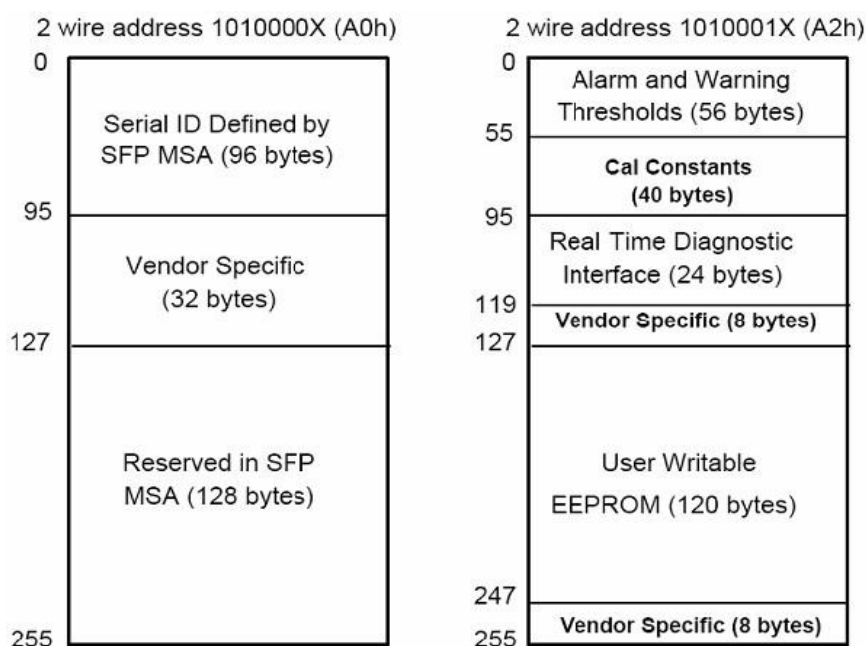 2 wire address 1010000X (A0h)
0
Serial ID Defined by
SFP MSA (96 bytes)
95
Vendor Specific
(32 bytes)
127
Reserved in SFP
MSA (128 bytes)
255
2 wire address 1010001X (A2h)
0
Alarm and Warning
Thresholds (56 bytes)
55
Cal Constants
(40 bytes)
95
Real Time Diagnostic
Interface (24 bytes)
119
Vendor Specific (8 bytes)
127
User Writable
EEPROM (120 bytes)
247
Vendor Specific (8 bytes)
255